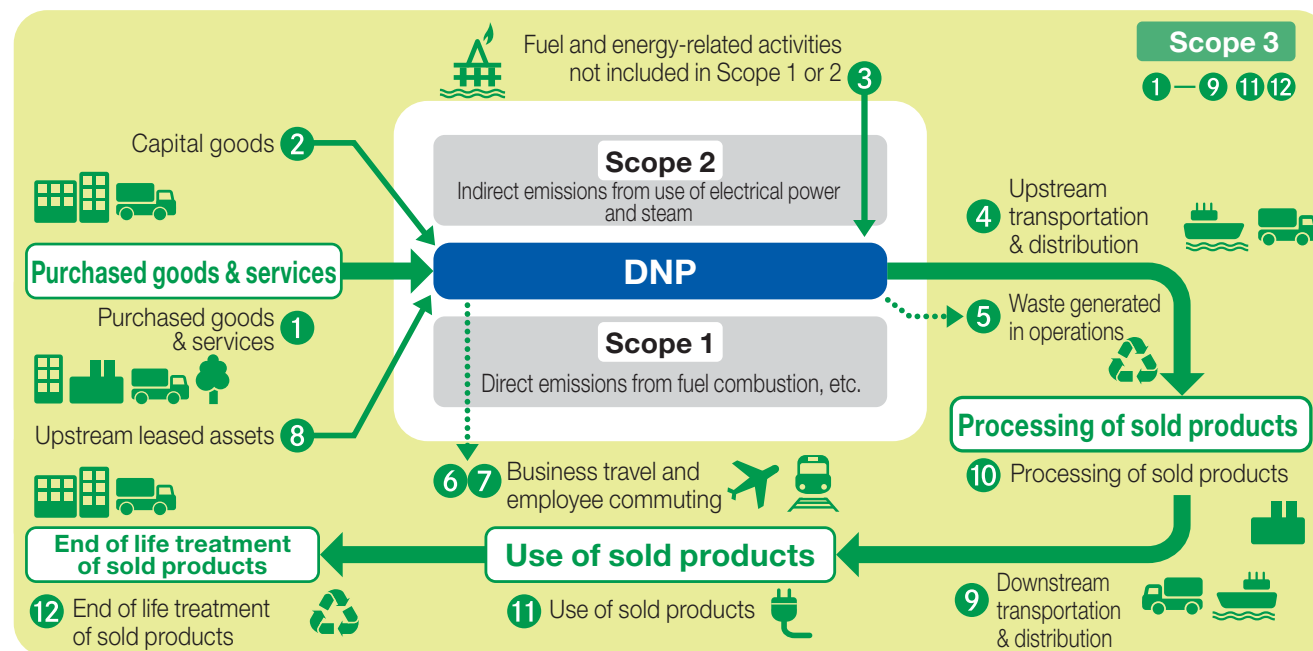 Fuel and energy-related activities
not included in Scope 1 or 2
3
Scope 3
1 — 9 11 12
Capital goods 2
Scope 2
Indirect emissions from use of electrical power
and steam
4
Upstream
transportation
& distribution
Purchased goods & services
DNP
Purchased goods
& services
1
5
Waste generated
in operations
Scope 1
Direct emissions from fuel combustion, etc.
Upstream leased assets 8
Processing of sold products
10 Processing of sold products
6 7
Business travel and
employee commuting
End of life treatment
of sold products
Use of sold products
12 End of life treatment
of sold products
11 Use of sold products
9 Downstream
transportation
& distribution